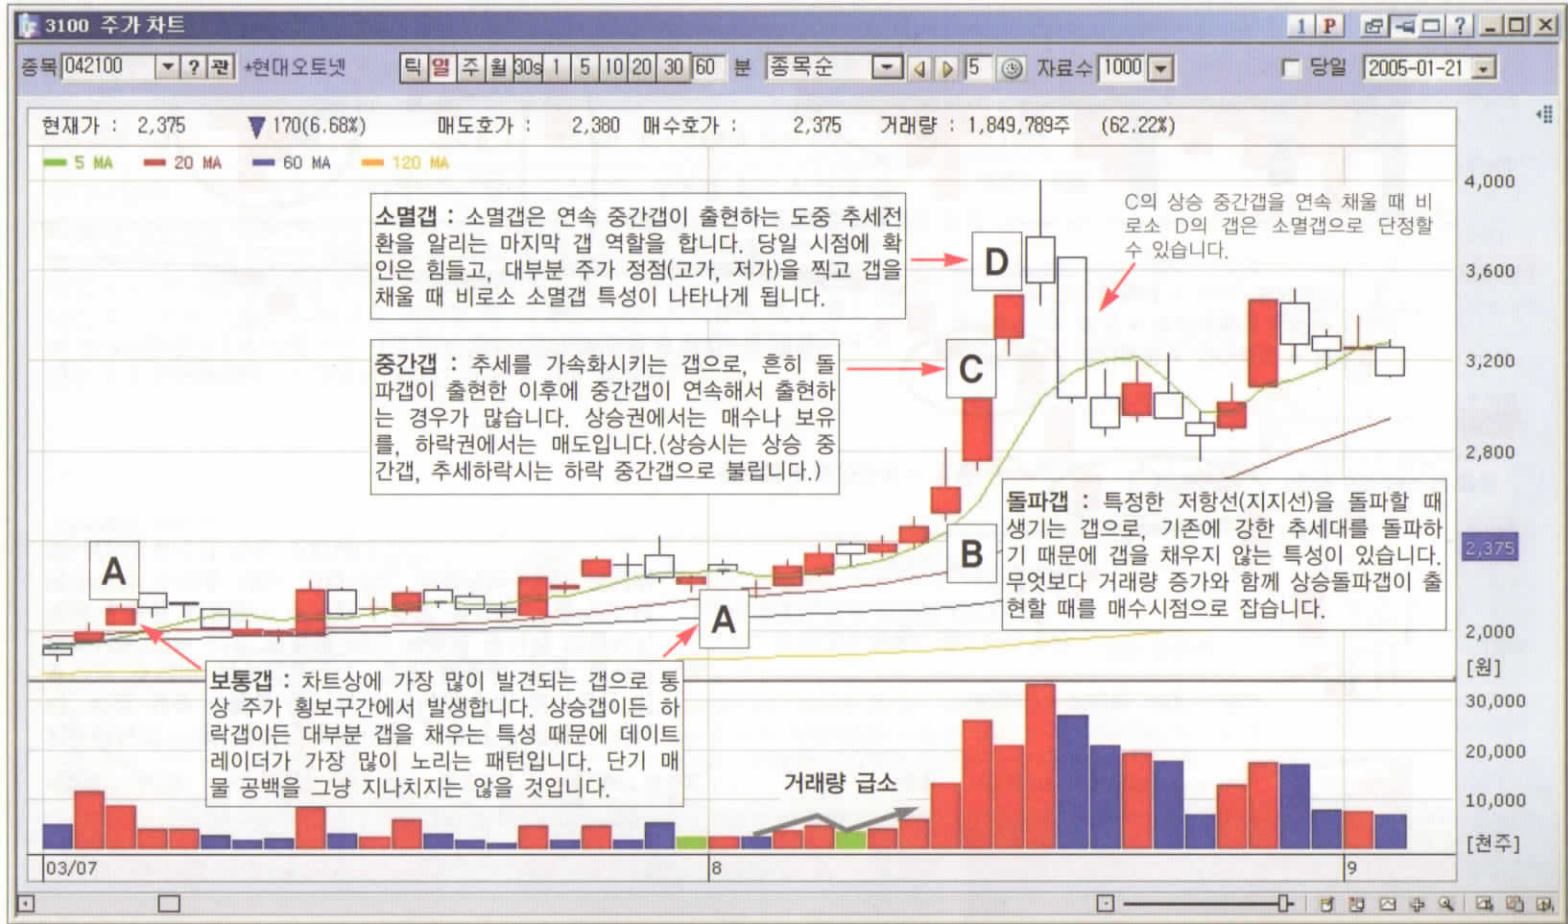 3100 주가차트
1 P ?
종목 042100 ? 관 *현대오토넷 틱 일 주 월 30s 1 5 10 20 30 60 분 종목순 5 자료수 1000 당일 2005-01-21
현재가 : 2,375 ▼ 170(6.68%) 매도호가 : 2,380 매수호가 : 2,375 거래량 : 1,849,789주 (62.22%)
5 MA 20 MA 60 MA 120 MA
소멸갭 : 소멸갭은 연속 중간갭이 출현하는 도중 추세전
환을 알리는 마지막 갭 역할을 합니다. 당일 시점에 확
인은 힘들고, 대부분 주가 정점(고가, 저가)을 찍고 갭을
채울 때 비로소 소멸갭 특성이 나타나게 됩니다.
D
C의 상승 중간갭을 연속 채울 때 비
로소 D의 갭은 소멸갭으로 단정할
수 있습니다.
중간갭 : 추세를 가속화시키는 갭으로, 흔히 돌
파갭이 출현한 이후에 중간갭이 연속해서 출현하
는 경우가 많습니다. 상승권에서는 매수나 보유
를, 하락권에서는 매도입니다.(상승시는 상승 중
간갭, 추세하락시는 하락 중간갭으로 불립니다.)
C
돌파갭 : 특정한 저항선(지지선)을 돌파할 때
생기는 갭으로, 기존에 강한 추세대를 돌파하
기 때문에 갭을 채우지 않는 특성이 있습니다.
무엇보다 거래량 증가와 함께 상승돌파갭이 출
현할 때를 매수시점으로 잡습니다.
B
A
A
보통갭 : 차트상에 가장 많이 발견되는 갭으로 통
상 주가 횡보구간에서 발생합니다. 상승갭이든 하
락갭이든 대부분 갭을 채우는 특성 때문에 데이트
레이더가 가장 많이 노리는 패턴입니다. 단기 매
물 공백을 그냥 지나치지는 않을 것입니다.
거래량 급소
4,000
3,600
3,200
2,800
2,375
2,000
[원]
30,000
20,000
10,000
[천주]
03/07 8 9